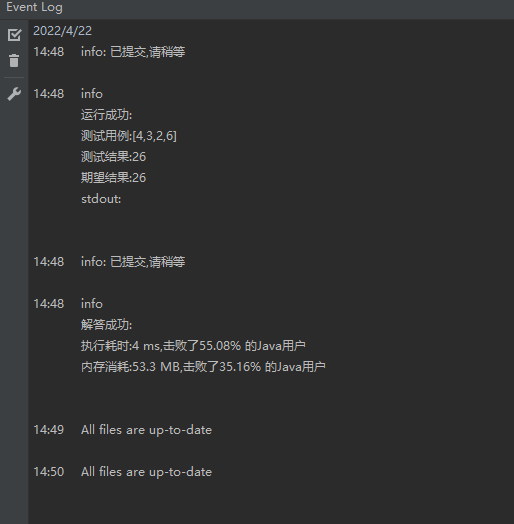 Event Log
2022/4/22
14:48 info: 已提交,请稍等
14:48 info
运行成功:
测试用例:[4,3,2,6]
测试结果:26
期望结果:26
stdout:
14:48 info: 已提交,请稍等
14:48 info
解答成功:
执行耗时:4 ms,击败了55.08% 的Java用户
内存消耗:53.3 MB,击败了35.16% 的Java用户
14:49 All files are up-to-date
14:50 All files are up-to-date